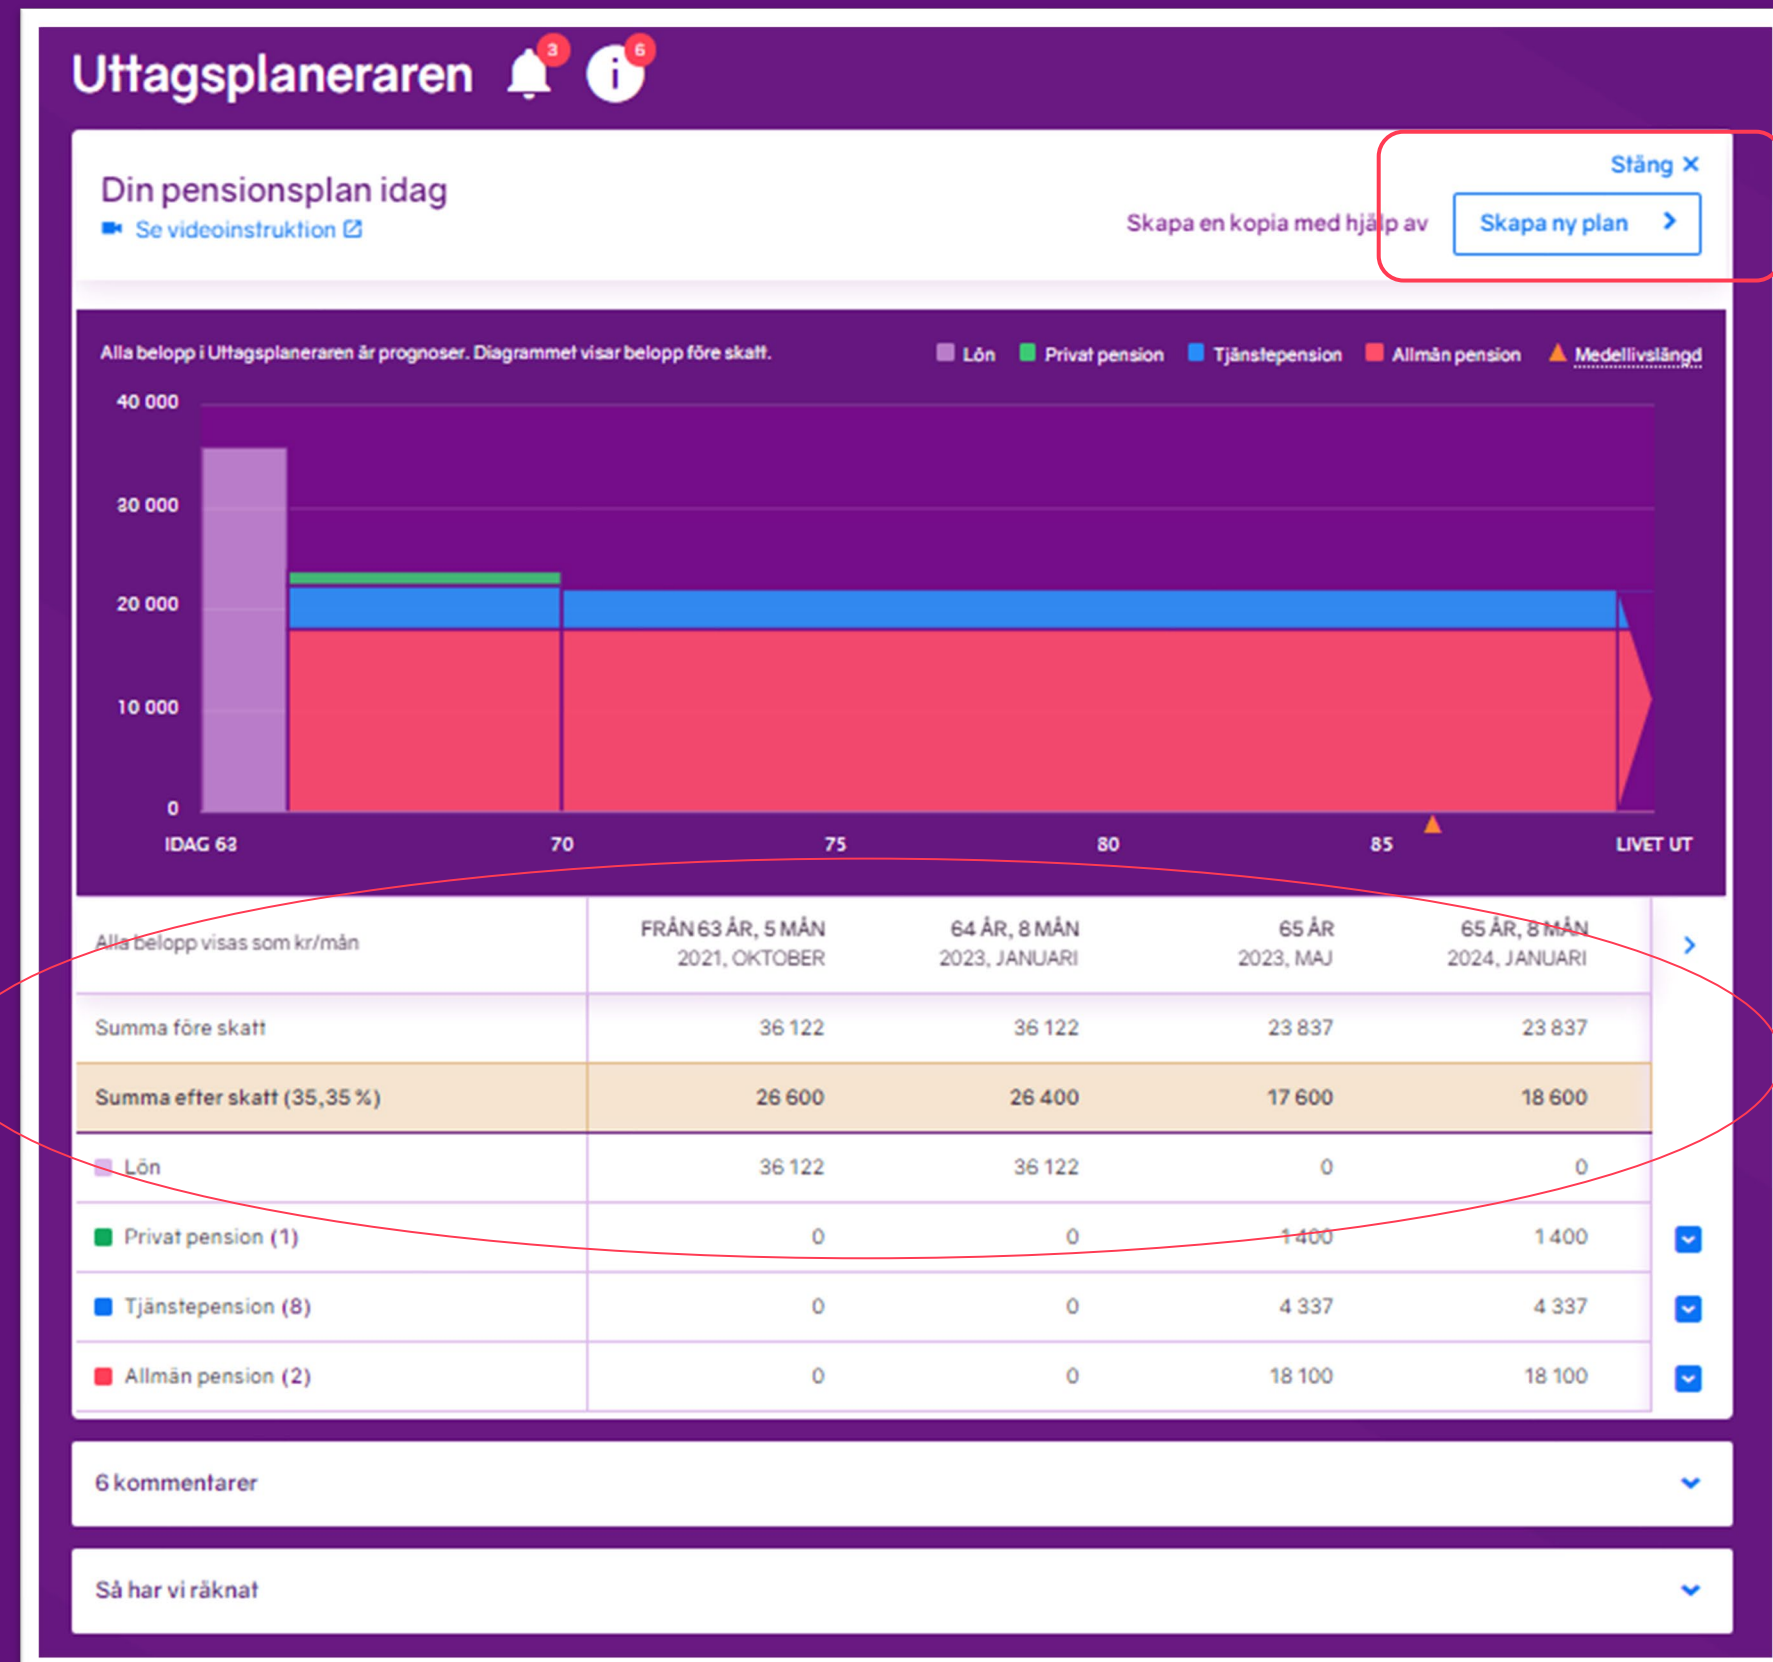 Uttagsplaneraren 3 i 6
Din pensionsplan idag
Se videoinstruktion
Stäng ×
Skapa en kopia med hjälp av
Skapa ny plan
Alla belopp i Uttagsplaneraren är prognoser. Diagrammet visar belopp före skatt.
Lön Privat pension Tjänstepension Allmän pension Medellivslängd
40 000
30 000
20 000
10 000
0
IDAG 63 70 75 80 85 LIVET UT
Alla belopp visas som kr/mån
FRÅN 63 ÅR, 5 MÅN 64 ÅR, 8 MÅN 65 ÅR 65 ÅR, 8 MÅN
2021, OKTOBER 2023, JANUARI 2023, MAJ 2024, JANUARI
Summa före skatt 36 122 36 122 23 837 23 837
Summa efter skatt (35,35 %) 26 600 26 400 17 600 18 600
Lön 36 122 36 122 0 0
Privat pension (1) 0 0 1 400 1 400
Tjänstepension (8) 0 0 4 337 4 337
Allmän pension (2) 0 0 18 100 18 100
6 kommentarer
Så har vi räknat